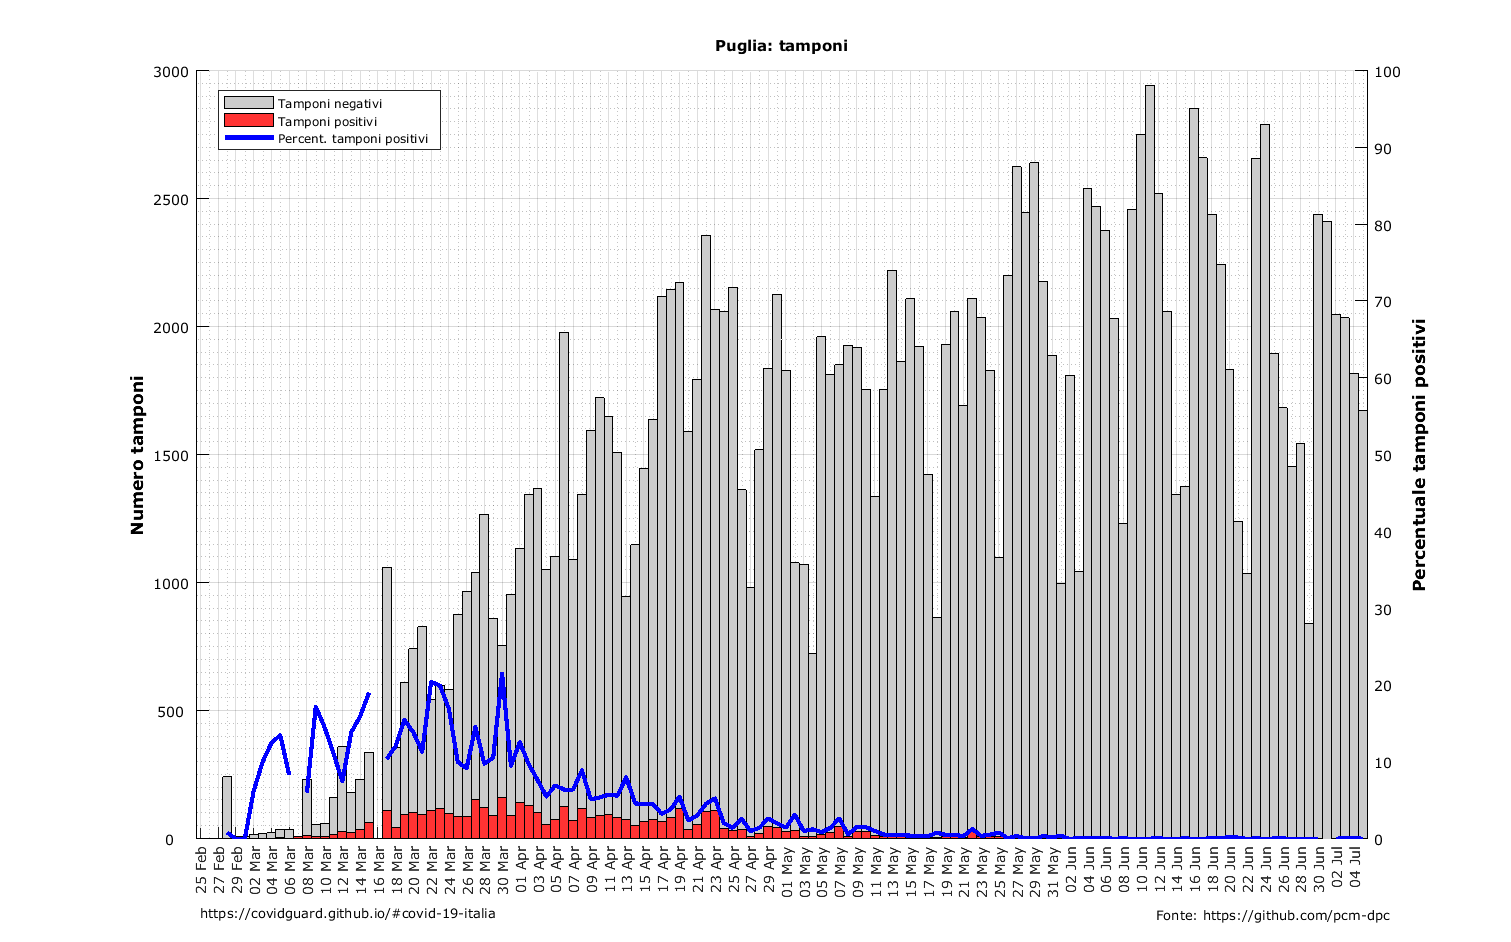 Puglia: tamponi
Tamponi negativi
Tamponi positivi
Percent. tamponi positivi
Numero tamponi
3000
2500
2000
1500
1000
500
0
Percentuale tamponi positivi
100
90
80
70
60
50
40
30
20
10
0
25 Feb
27 Feb
29 Feb
02 Mar
04 Mar
06 Mar
08 Mar
10 Mar
12 Mar
14 Mar
16 Mar
18 Mar
20 Mar
22 Mar
24 Mar
26 Mar
28 Mar
30 Mar
01 Apr
03 Apr
05 Apr
07 Apr
09 Apr
11 Apr
13 Apr
15 Apr
17 Apr
19 Apr
21 Apr
23 Apr
25 Apr
27 Apr
29 Apr
01 May
03 May
05 May
07 May
09 May
11 May
13 May
15 May
17 May
19 May
21 May
23 May
25 May
27 May
29 May
31 May
02 Jun
04 Jun
06 Jun
08 Jun
10 Jun
12 Jun
14 Jun
16 Jun
18 Jun
20 Jun
22 Jun
24 Jun
26 Jun
28 Jun
30 Jun
02 Jul
04 Jul
https://covidguard.github.io/#covid-19-italia
Fonte: https://github.com/pcm-dpc